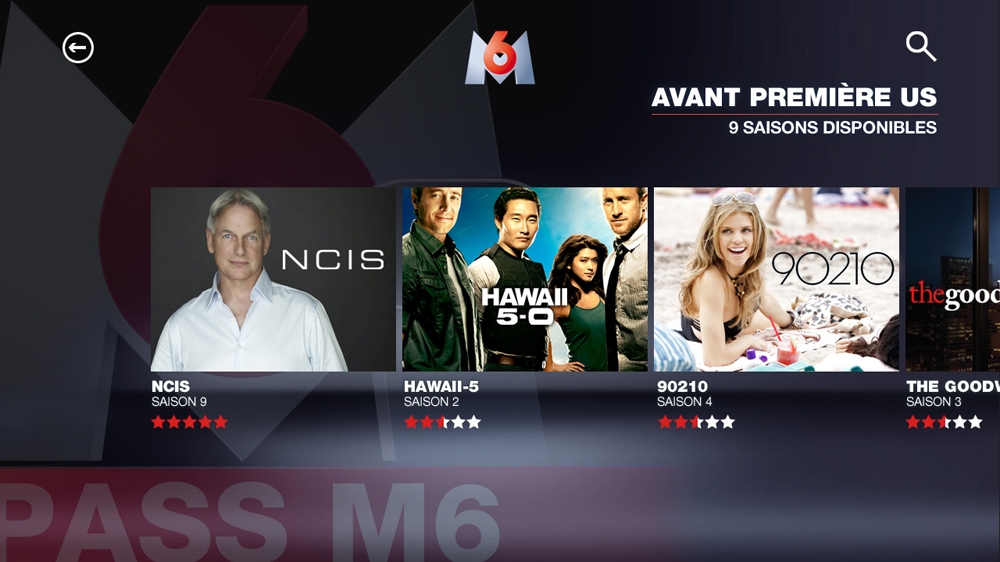 M6
AVANT PREMIÈRE US
9 SAISONS DISPONIBLES
NCIS
HAWAII
5-0
90210
thegood
NCIS
SAISON 9
HAWAII-5
SAISON 2
90210
SAISON 4
THE GOODW
SAISON 3
PASS M6